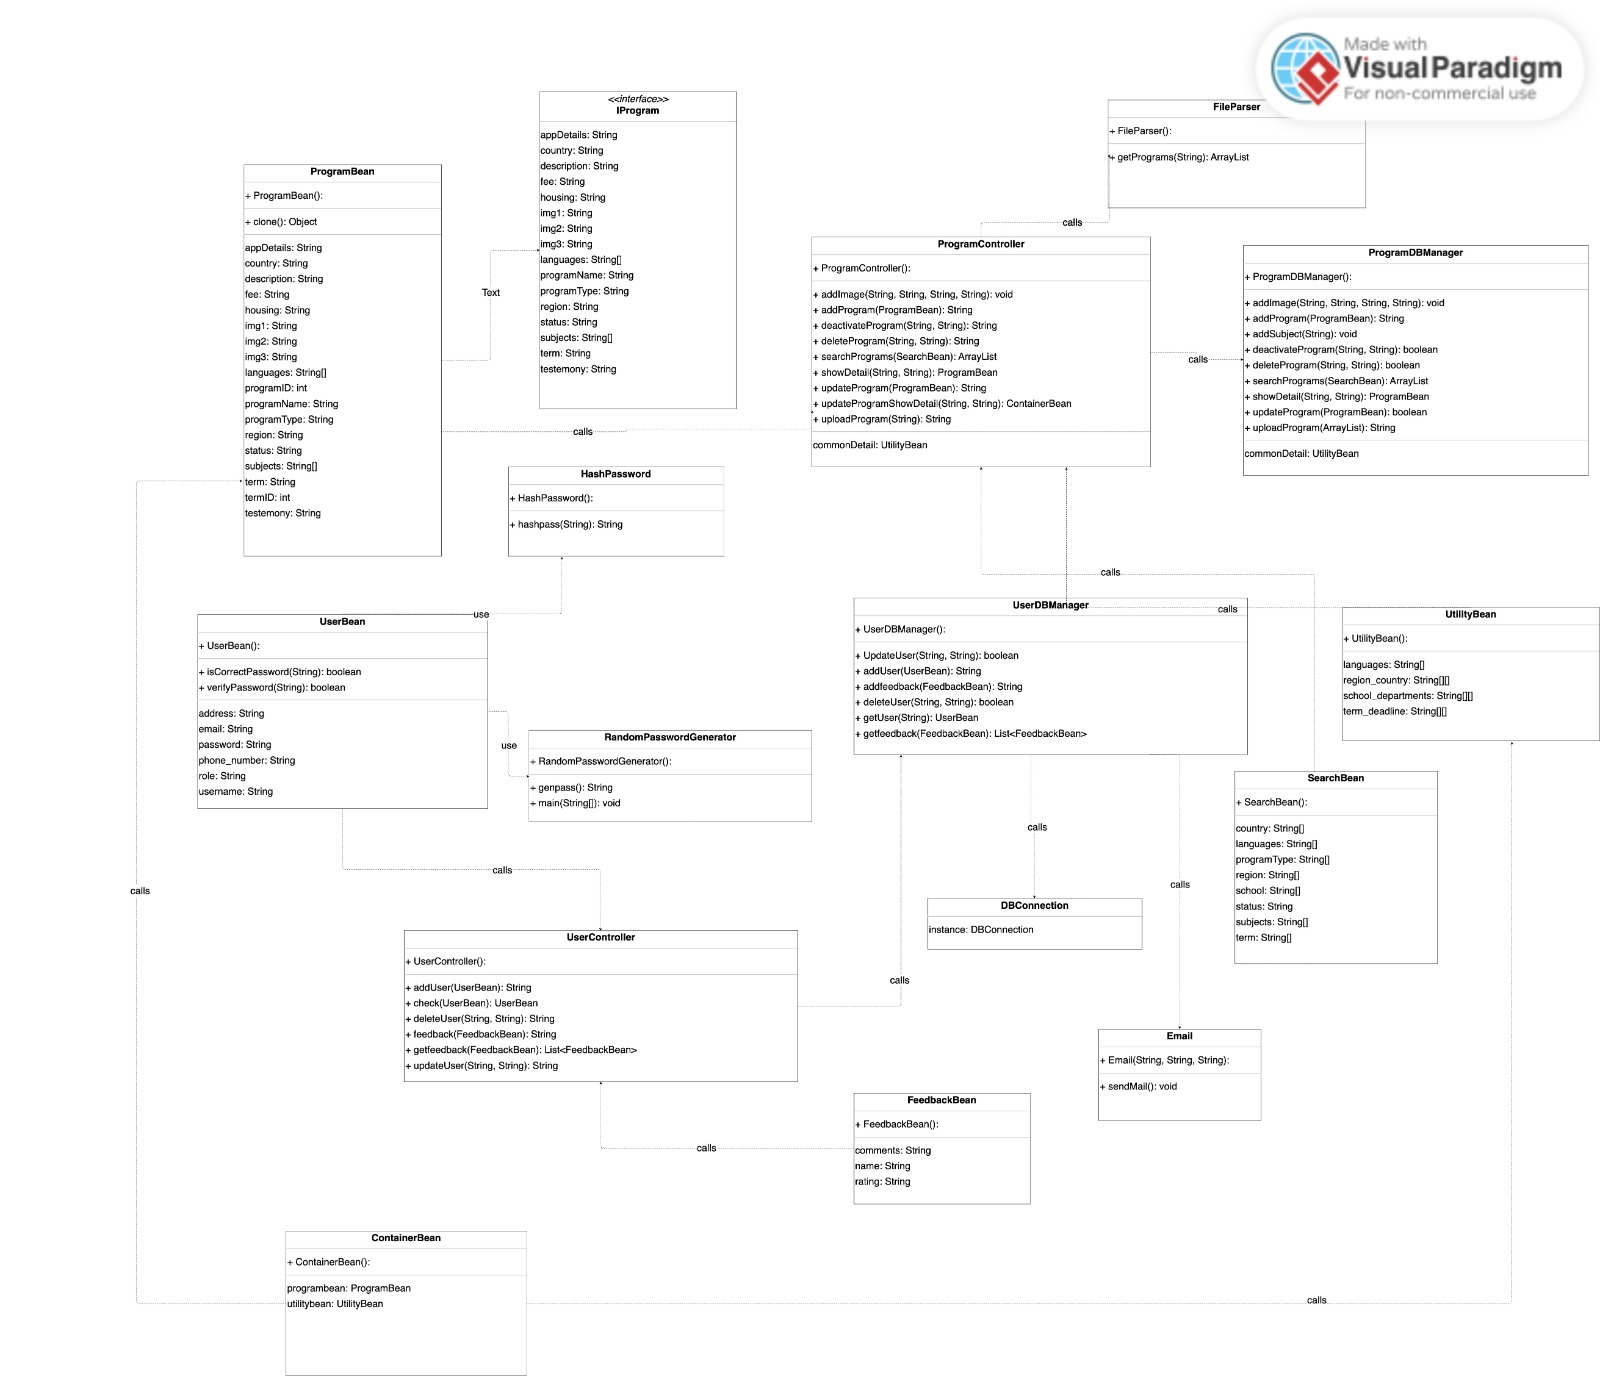 Made with
Visual Paradigm
For non-commercial use
<<interface>>
IProgram
appDetails: String
country: String
description: String
fee: String
housing: String
img1: String
img2: String
img3: String
languages: String[]
programName: String
programType: String
region: String
status: String
subjects: String[]
term: String
testemony: String
FileParser
+ FileParser():
+ getPrograms(String): ArrayList
ProgramBean
+ ProgramBean():
+ clone(): Object
appDetails: String
country: String
description: String
fee: String
housing: String
img1: String
img2: String
img3: String
languages: String[]
programID: int
programName: String
programType: String
region: String
status: String
subjects: String[]
term: String
termID: int
testemony: String
Text
calls
calls
ProgramController
+ ProgramController():
+ addImage(String, String, String, String): void
+ addProgram(ProgramBean): String
+ deactivateProgram(String, String): String
+ deleteProgram(String, String): String
+ searchPrograms(SearchBean): ArrayList
+ showDetail(String, String): ProgramBean
+ updateProgram(ProgramBean): String
+ updateProgramShowDetail(String, String): ContainerBean
+ uploadProgram(String): String
commonDetail: UtilityBean
calls
ProgramDBManager
+ ProgramDBManager():
+ addImage(String, String, String, String): void
+ addProgram(ProgramBean): String
+ addSubject(String): void
+ deactivateProgram(String, String): boolean
+ deleteProgram(String, String): boolean
+ searchPrograms(SearchBean): ArrayList
+ showDetail(String, String): ProgramBean
+ updateProgram(ProgramBean): boolean
+ uploadProgram(ArrayList): String
commonDetail: UtilityBean
HashPassword
+ HashPassword():
+ hashpass(String): String
use
UserBean
+ UserBean():
+ isCorrectPassword(String): boolean
+ verifyPassword(String): boolean
address: String
email: String
password: String
phone_number: String
role: String
username: String
use
RandomPasswordGenerator
+ RandomPasswordGenerator():
+ genpass(): String
+ main(String[]): void
calls
UserDBManager
calls
+ UserDBManager():
+ UpdateUser(String, String): boolean
+ addUser(UserBean): String
+ addfeedback(FeedbackBean): String
+ deleteUser(String, String): boolean
+ getUser(String): UserBean
+ getfeedback(FeedbackBean): List<FeedbackBean>
UtilityBean
+ UtilityBean():
languages: String[]
region_country: String[][]
school_departments: String[][]
term_deadline: String[][]
SearchBean
+ SearchBean():
country: String[]
languages: String[]
programType: String[]
region: String[]
school: String[]
status: String
subjects: String[]
term: String[]
calls
calls
calls
calls
DBConnection
instance: DBConnection
UserController
+ UserController():
+ addUser(UserBean): String
+ check(UserBean): UserBean
+ deleteUser(String, String): String
+ feedback(FeedbackBean): String
+ getfeedback(FeedbackBean): List<FeedbackBean>
+ updateUser(String, String): String
calls
Email
+ Email(String, String, String):
+ sendMail(): void
FeedbackBean
+ FeedbackBean():
comments: String
name: String
rating: String
calls
ContainerBean
+ ContainerBean():
programbean: ProgramBean
utilitybean: UtilityBean
calls